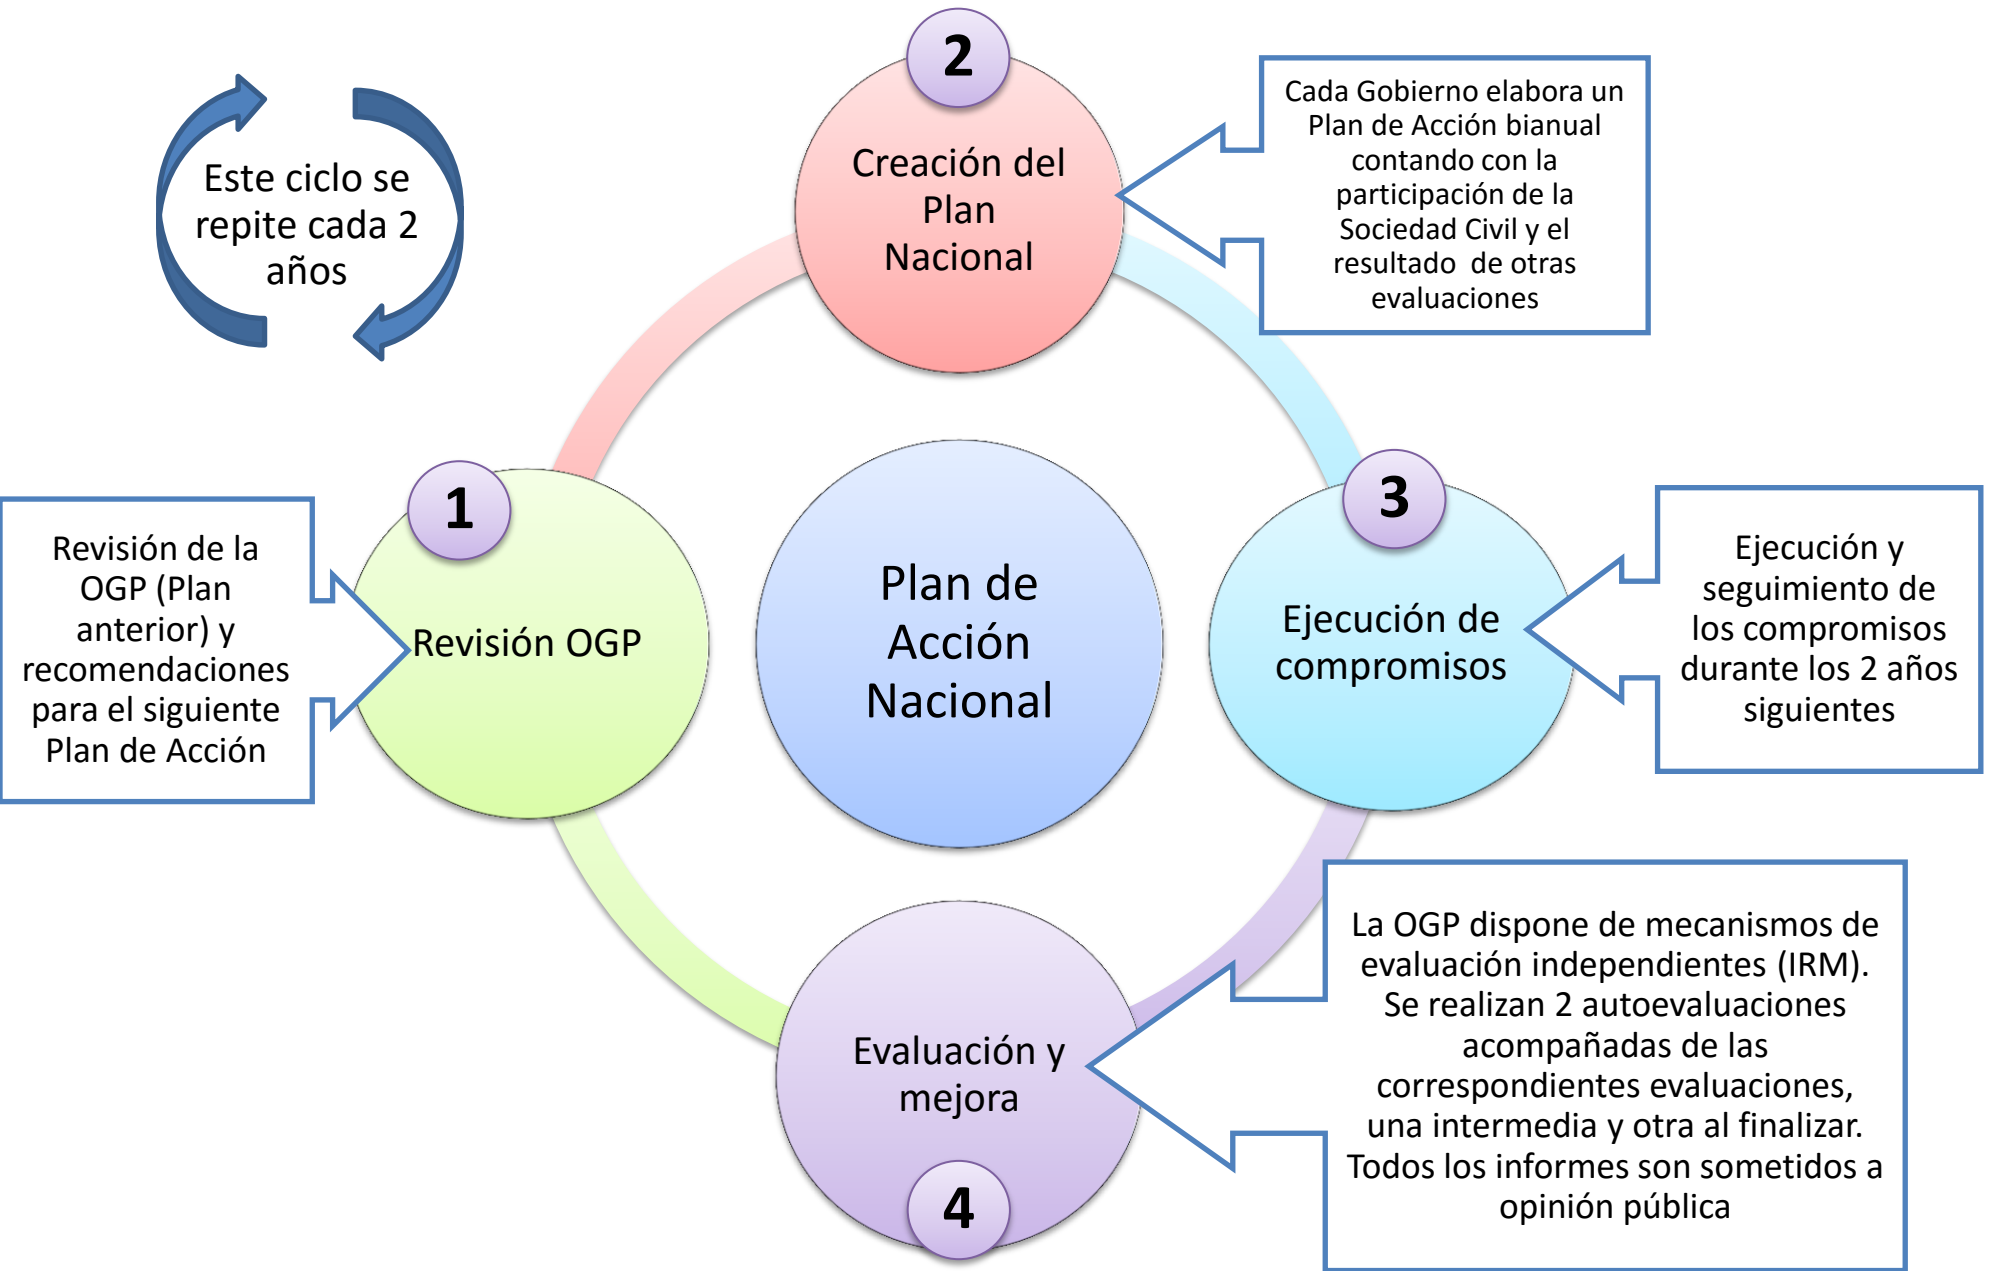 Este ciclo se
repite cada 2
años
2
Creación del
Plan
Nacional
Cada Gobierno elabora un
Plan de Acción bianual
contando con la
participación de la
Sociedad Civil y el
resultado de otras
evaluaciones
1
Revisión OGP
Revisión de la
OGP (Plan
anterior) y
recomendaciones
para el siguiente
Plan de Acción
Plan de
Acción
Nacional
3
Ejecución de
compromisos
Ejecución y
seguimiento de
los compromisos
durante los 2 años
siguientes
Evaluación y
mejora
4
La OGP dispone de mecanismos de
evaluación independientes (IRM).
Se realizan 2 autoevaluaciones
acompañadas de las
correspondientes evaluaciones,
una intermedia y otra al finalizar.
Todos los informes son sometidos a
opinión pública